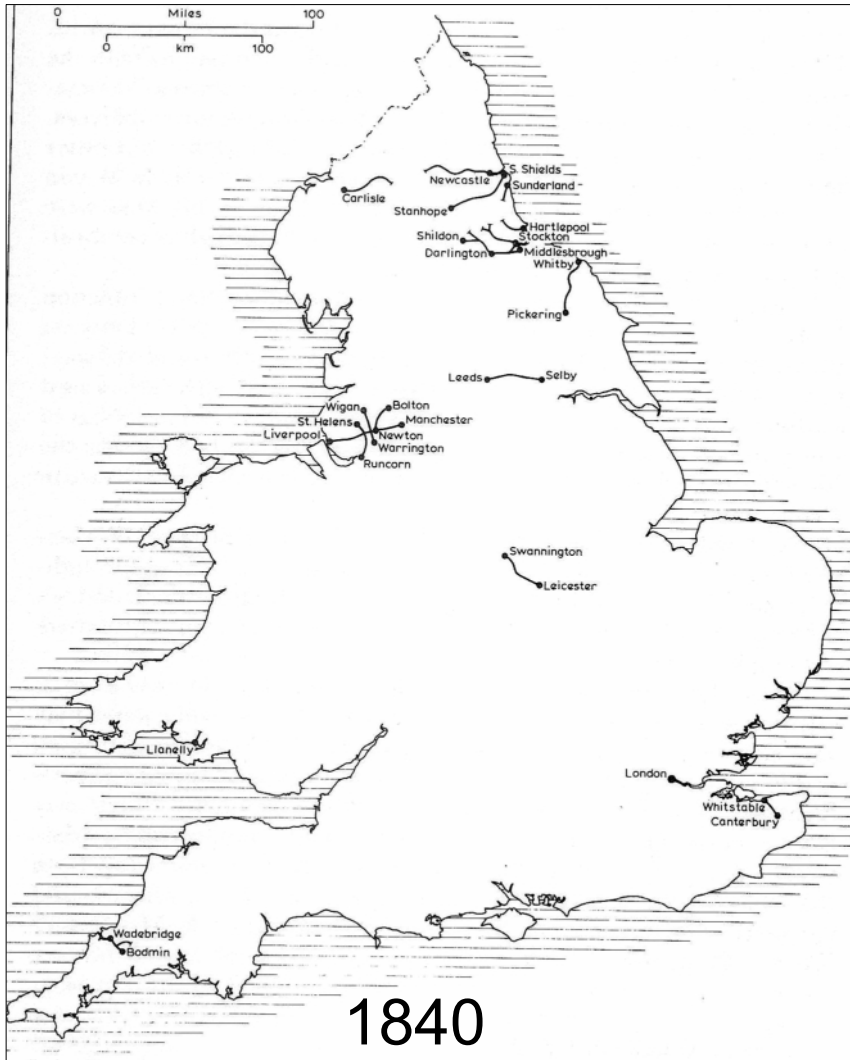 0 Miles 100
0 km 100
S. Shields
Newcastle
Sunderland
Carlisle
Stanhope
Hartlepool
Shildon
Stockton
Darlington
Middlesbrough
Whitby
Pickering
Leeds
Selby
Wigan
Bolton
St. Helens
Manchester
Liverpool
Newton
Warrington
Runcorn
Swannington
Leicester
Llanelly
London
Whitstable
Canterbury
Wadebridge
Bodmin
1840